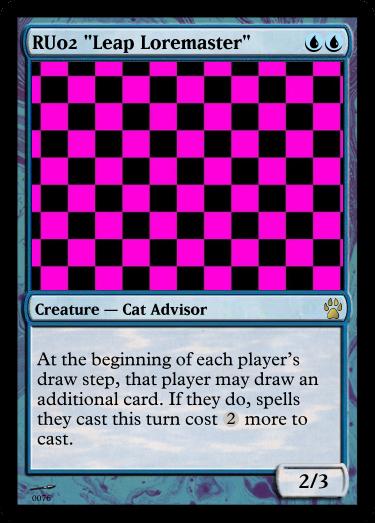 RU02 "Leap Loremaster"
Creature — Cat Advisor
At the beginning of each player's
draw step, that player may draw an
additional card. If they do, spells
they cast this turn cost 2 more to
cast.
2/3
0076